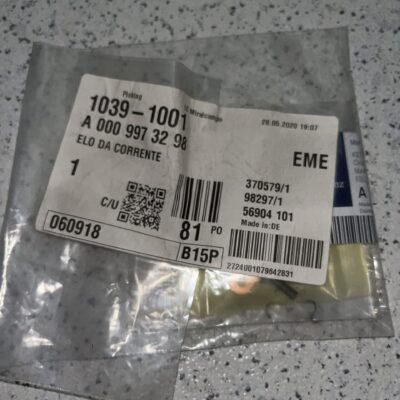 Picking
1039-1001
28.05.2020 19:07
A 000 997 32 98
ELO DA CORRENTE
EME
1
370579/1
98297/1
56904 101
Made in:DE
C/U
81 PO
060918
B15P
2724001079642831
A